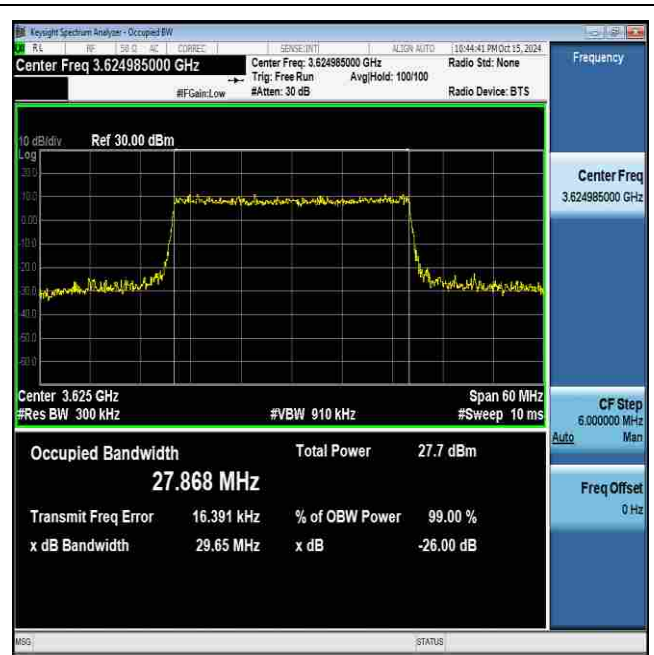 Keysight Spectrum Analyzer - Occupied BW
RL RF 50 Ω AC CORREC SENSE:INT ALIGN AUTO 10:44:41 PM Oct 15, 2024
Center Freq 3.624985000 GHz
Center Freq: 3.624985000 GHz
Radio Std: None
Trig: Free Run Avg|Hold: 100/100
#IFGain:Low #Atten: 30 dB
Radio Device: BTS
Frequency
10 dB/div Ref 30.00 dBm
Log
20.0
10.0
0.00
-10.0
-20.0
-30.0
-40.0
-50.0
-60.0
Center Freq
3.624985000 GHz
Center 3.625 GHz Span 60 MHz
#Res BW 300 kHz #VBW 910 kHz #Sweep 10 ms
CF Step
6.000000 MHz
Auto Man
Occupied Bandwidth Total Power 27.7 dBm
27.868 MHz
Freq Offset
0 Hz
Transmit Freq Error 16.391 kHz % of OBW Power 99.00 %
x dB Bandwidth 29.65 MHz x dB -26.00 dB
MSG STATUS